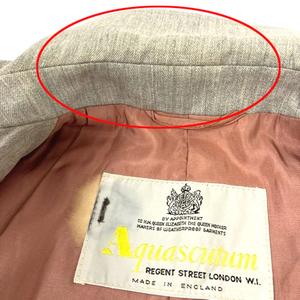 BY APPOINTMENT
TO H.M. QUEEN ELIZABETH THE QUEEN MOTHER
MAKERS OF WEATHERPROOF GARMENTS
Aquascutum
REGENT STREET LONDON W.I.
MADE IN ENGLAND